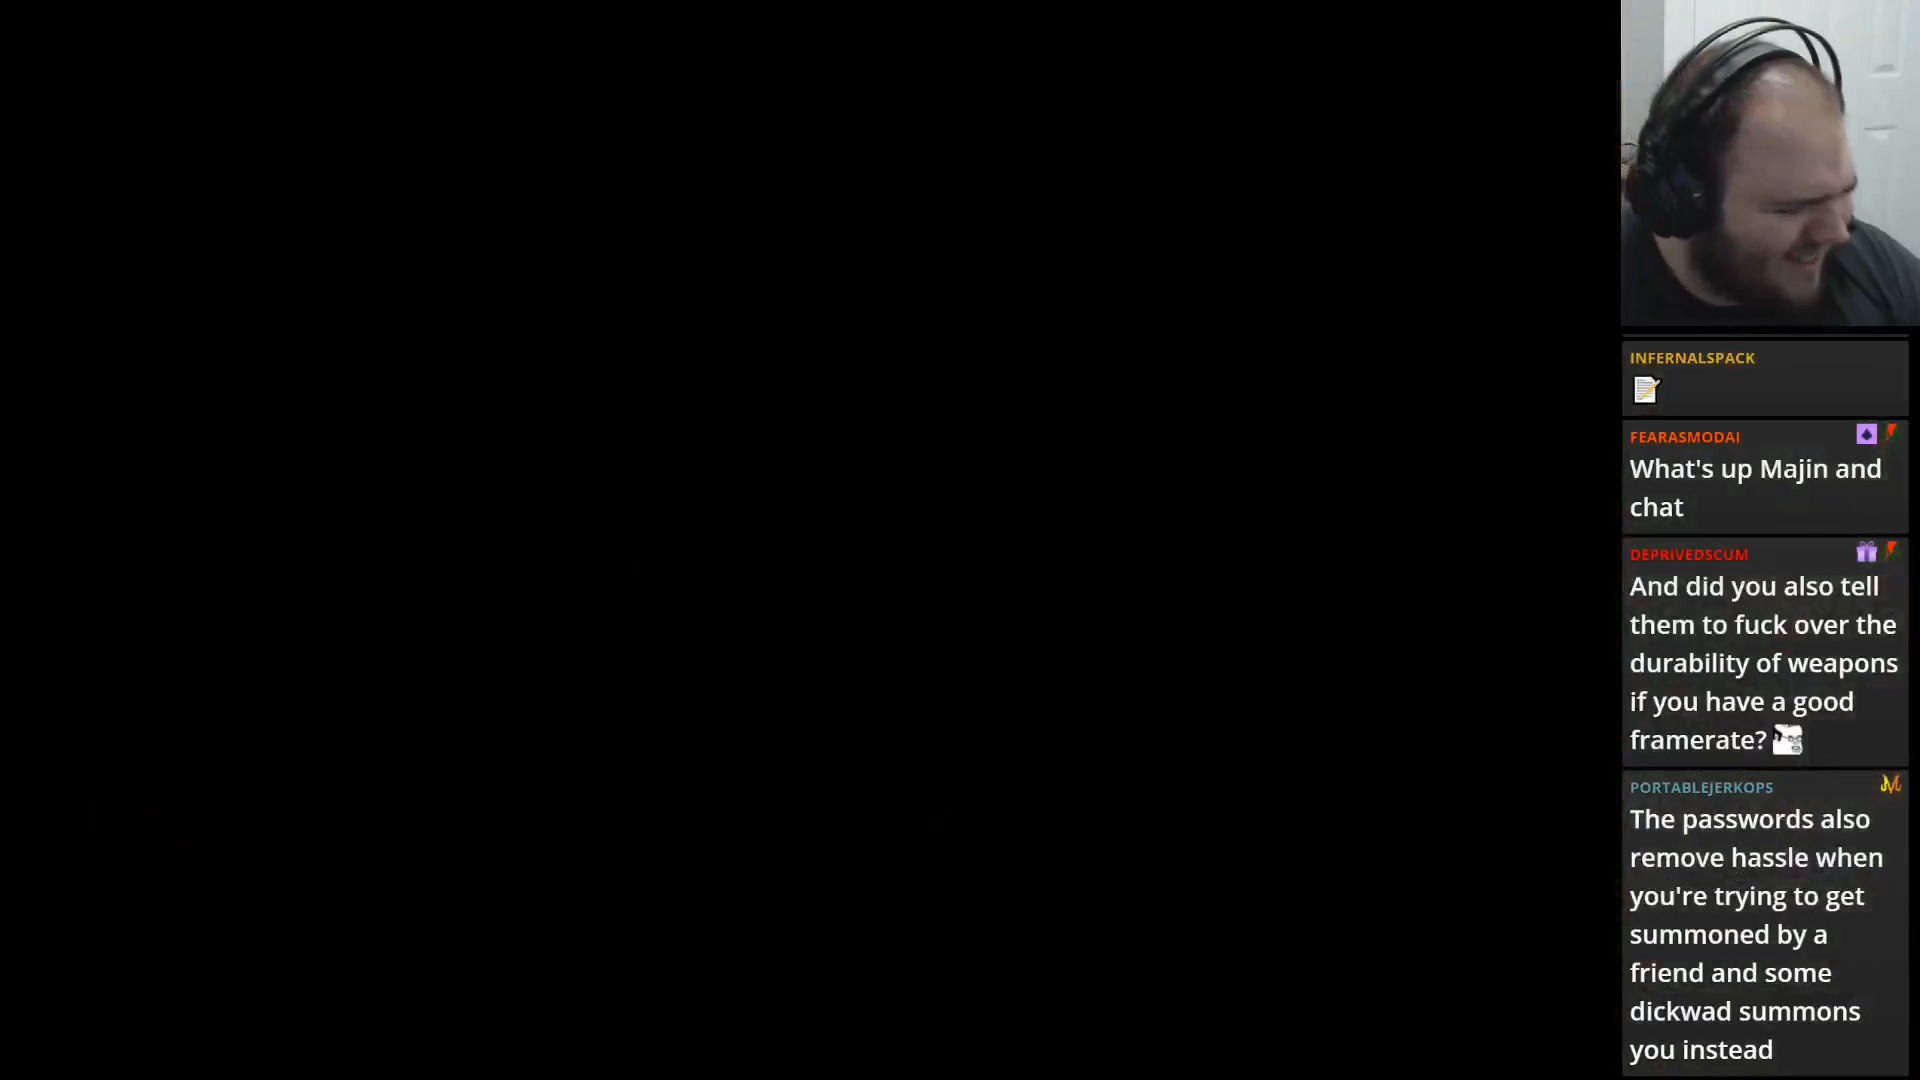 INFERNALSPACK
FEARASMODAI
What's up Majin and
chat
DEPRIVEDSCUM
And did you also tell
them to fuck over the
durability of weapons
if you have a good
framerate?
PORTABLEJERKOPS
The passwords also
remove hassle when
you're trying to get
summoned by a
friend and some
dickwad summons
you instead